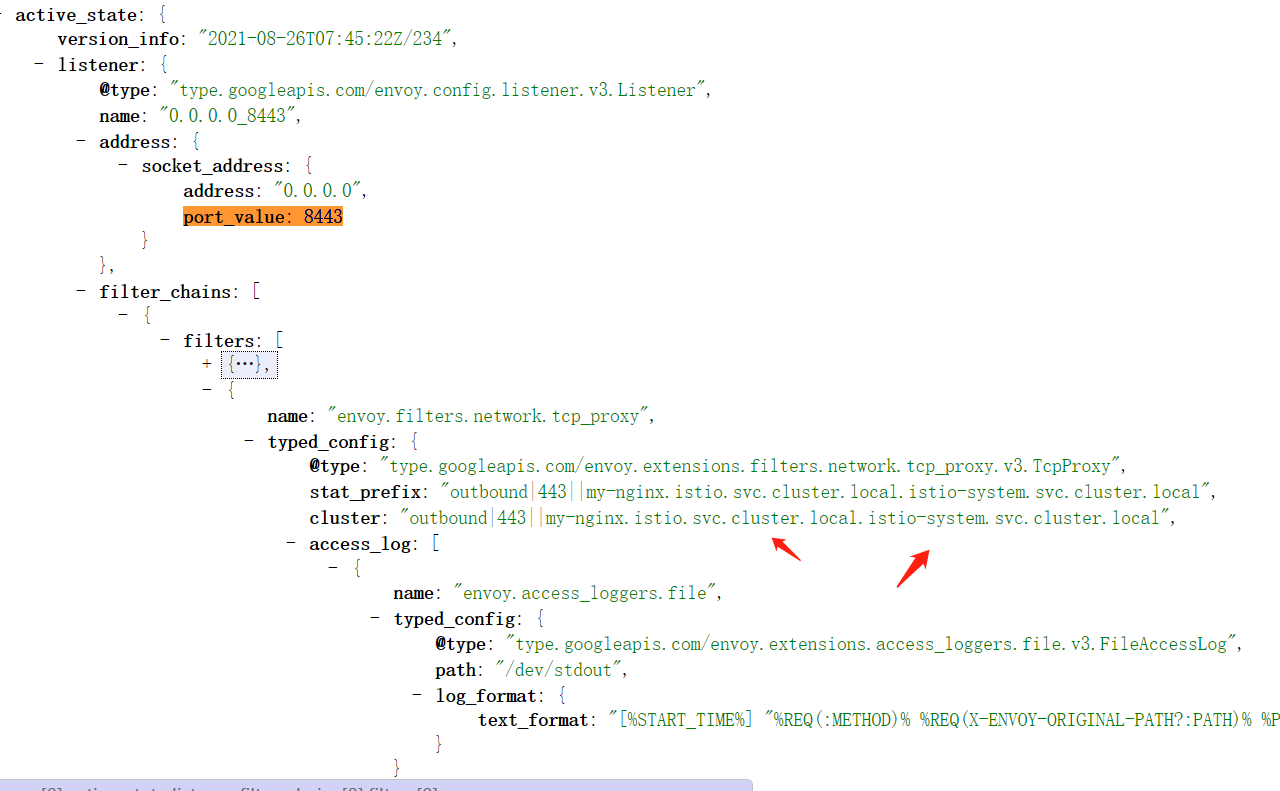 - active_state: {
version_info: "2021-08-26T07:45:22Z/234",
- listener: {
@type: "type.googleapis.com/envoy.config.listener.v3.Listener",
name: "0.0.0.0_8443",
- address: {
- socket_address: {
address: "0.0.0.0",
port_value: 8443
}
},
- filter_chains: [
- {
- filters: [
+ {…},
- {
name: "envoy.filters.network.tcp_proxy",
- typed_config: {
@type: "type.googleapis.com/envoy.extensions.filters.network.tcp_proxy.v3.TcpProxy",
stat_prefix: "outbound|443||my-nginx.istio.svc.cluster.local.istio-system.svc.cluster.local",
cluster: "outbound|443||my-nginx.istio.svc.cluster.local.istio-system.svc.cluster.local",
- access_log: [
- {
name: "envoy.access_loggers.file",
- typed_config: {
@type: "type.googleapis.com/envoy.extensions.access_loggers.file.v3.FileAccessLog",
path: "/dev/stdout",
- log_format: {
text_format: "[%START_TIME%] "%REQ(:METHOD)% %REQ(X-ENVOY-ORIGINAL-PATH?:PATH)% %P
}
}